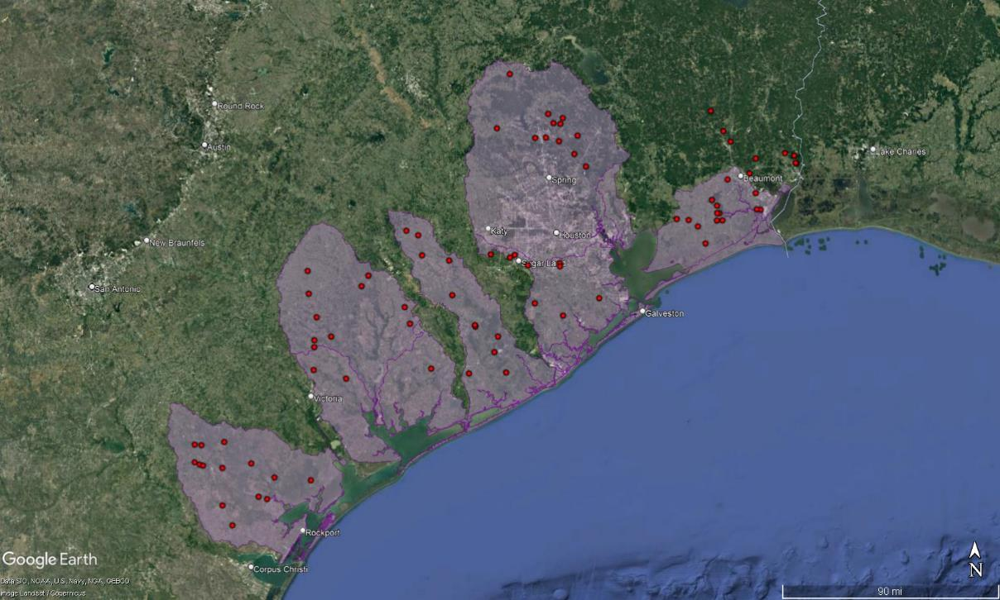 Round Rock
Austin
Lake Charles
Beaumont
Spring
Katy
Houston
New Braunfels
Sugar Land
San Antonio
Galveston
Victoria
Rockport
Google Earth
Corpus Christi
Data SIO, NOAA, U.S. Navy, NGA, GEBCO
Image Landsat / Copernicus
N
90 mi